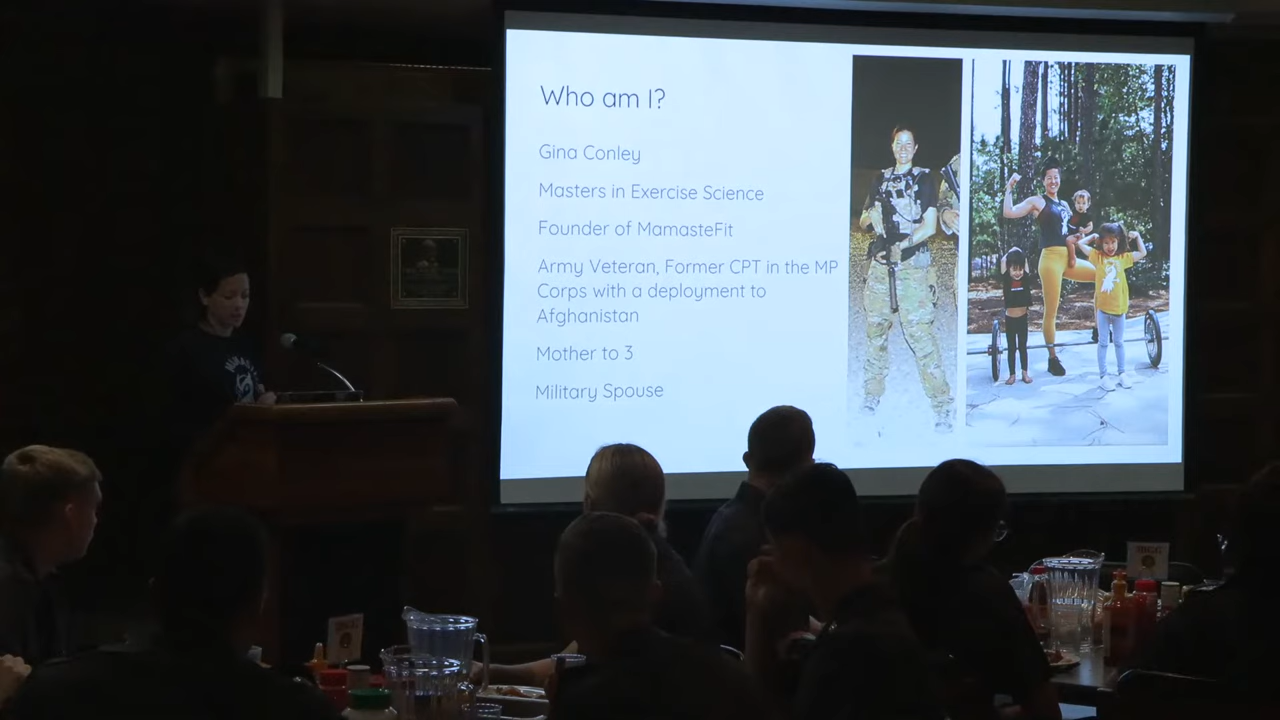 Who am I?
Gina Conley
Masters in Exercise Science
Founder of MamasteFit
Army Veteran, Former CPT in the MP
Corps with a deployment to
Afghanistan
Mother to 3
Military Spouse